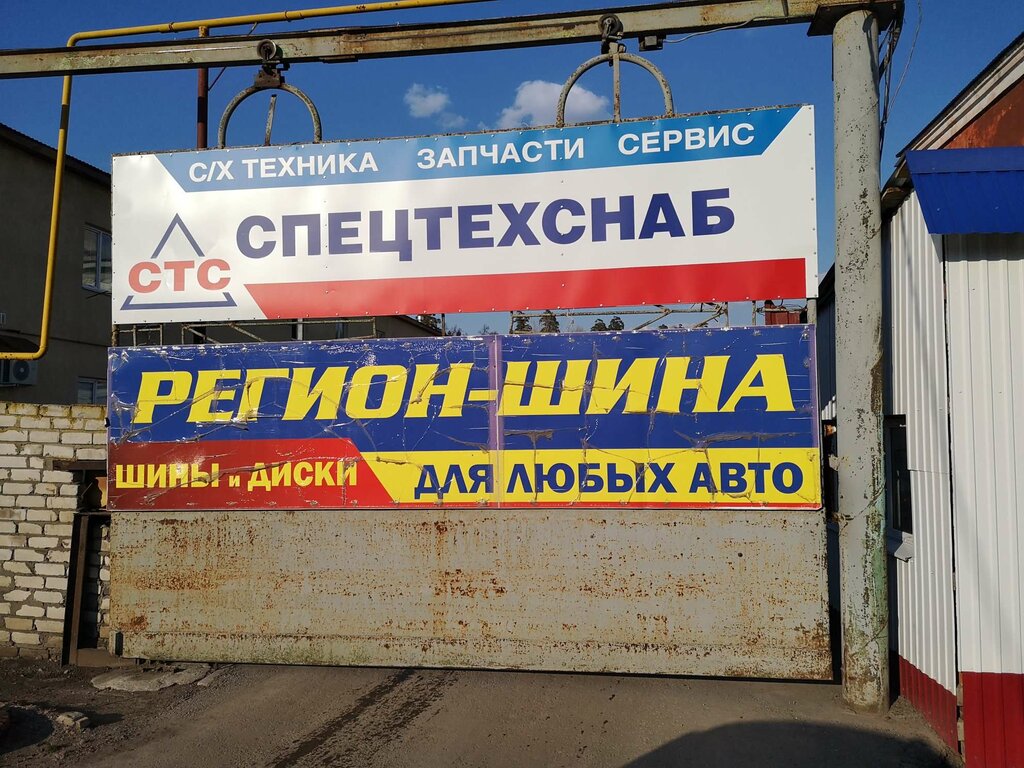 С/Х ТЕХНИКА ЗАПЧАСТИ СЕРВИС
СПЕЦТЕХСНАБ
СТС
РЕГИОН-ШИНА
ШИНЫ и ДИСКИ ДЛЯ ЛЮБЫХ АВТО